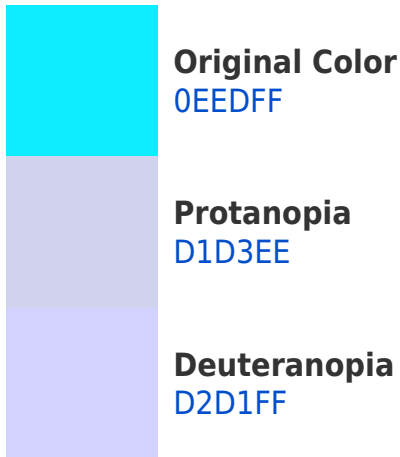 Original Color
0EEDFF
Protanopia
D1D3EE
Deuteranopia
D2D1FF